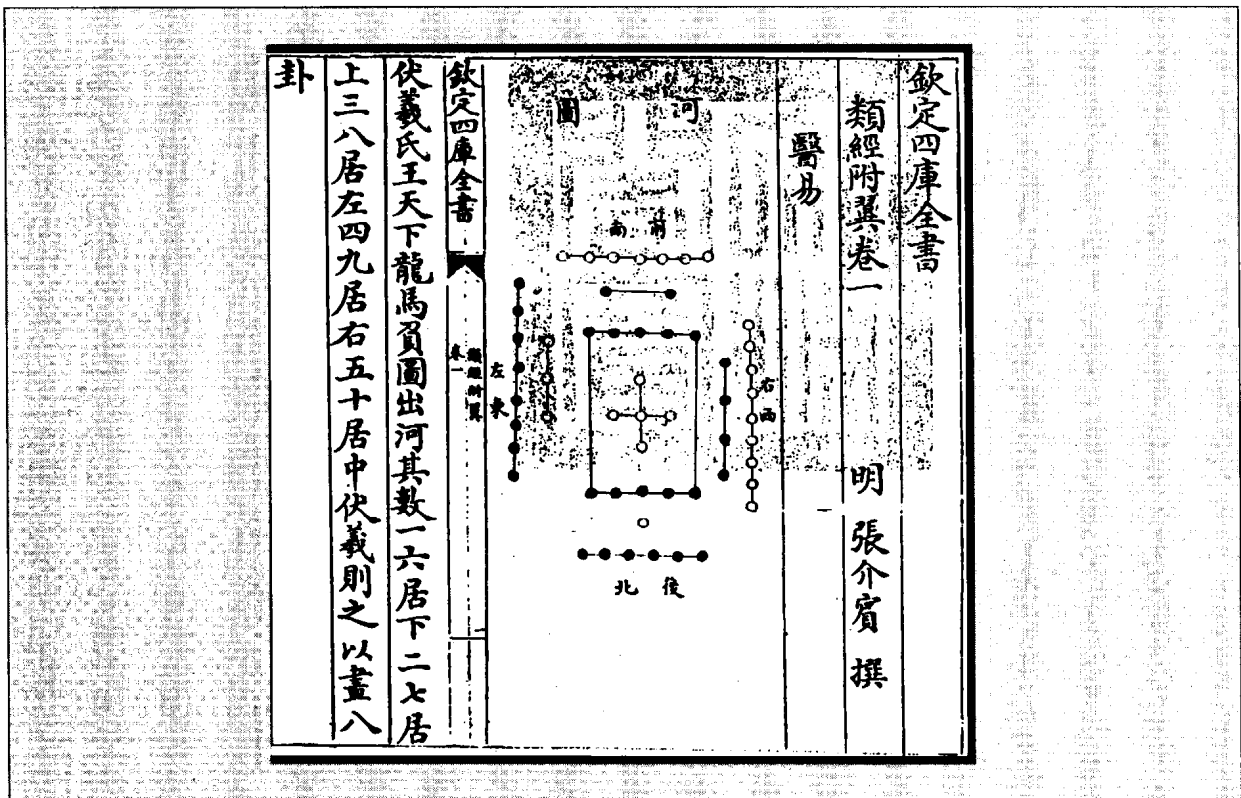 欽定四庫全書
類經附翼卷一
明 張介賔 撰
醫易
河圖
前南
右西
左東
後北
欽定四庫全書
類經附翼
卷一
伏羲氏王天下龍馬負圖出河其數一六居下二七居
上三八居左四九居右五十居中伏羲則之以畫八
卦